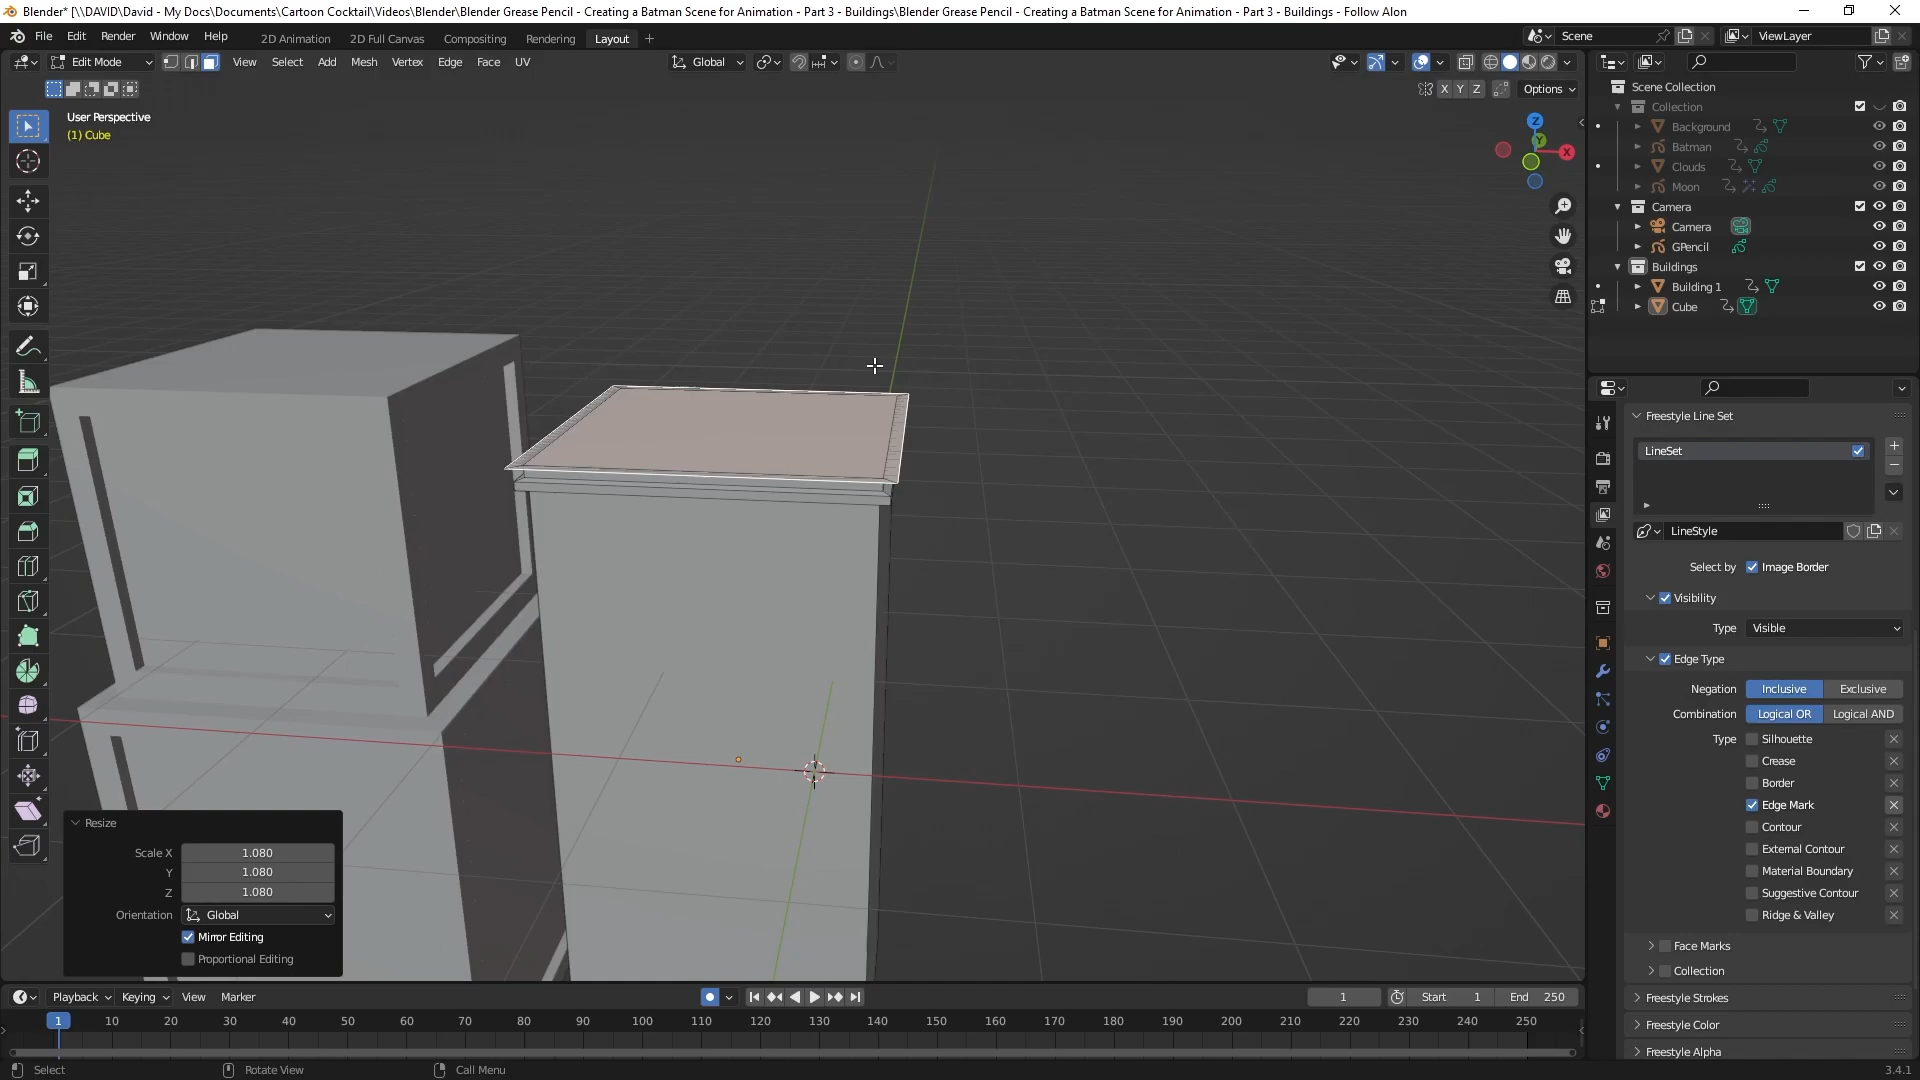 Blender* [\\DAVID\David - My Docs\Documents\Cartoon Cocktail\Videos\Blender\Blender Grease Pencil - Creating a Batman Scene for Animation - Part 3 - Buildings\Blender Grease Pencil - Creating a Batman Scene for Animation - Part 3 - Buildings - Follow Alon
File Edit Render Window Help 2D Animation 2D Full Canvas Compositing Rendering Layout + Scene ViewLayer
Edit Mode View Select Add Mesh Vertex Edge Face UV Global
X Y Z Options
User Perspective
(1) Cube
Z
Y
X
Scene Collection
Collection
Background
Batman
Clouds
Moon
Camera
Camera
GPencil
Buildings
Building 1
Cube
Freestyle Line Set
LineSet
LineStyle
Select by Image Border
Visibility
Type Visible
Edge Type
Negation Inclusive Exclusive
Combination Logical OR Logical AND
Type Silhouette
Crease
Border
Edge Mark
Contour
External Contour
Material Boundary
Suggestive Contour
Ridge & Valley
Face Marks
Collection
Freestyle Strokes
Freestyle Color
Freestyle Alpha
Resize
Scale X 1.080
Y 1.080
Z 1.080
Orientation Global
Mirror Editing
Proportional Editing
Playback Keying View Marker 1 Start 1 End 250
1 10 20 30 40 50 60 70 80 90 100 110 120 130 140 150 160 170 180 190 200 210 220 230 240 250
Select Rotate View Call Menu 3.4.1